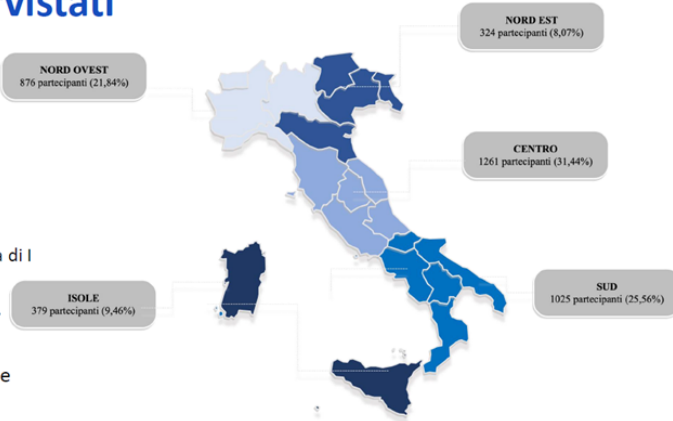 vistati
NORD EST
324 partecipanti (8,07%)
NORD OVEST
876 partecipanti (21,84%)
CENTRO
1261 partecipanti (31,44%)
di I
ISOLE
379 partecipanti (9,46%)
SUD
1025 partecipanti (25,56%)
e